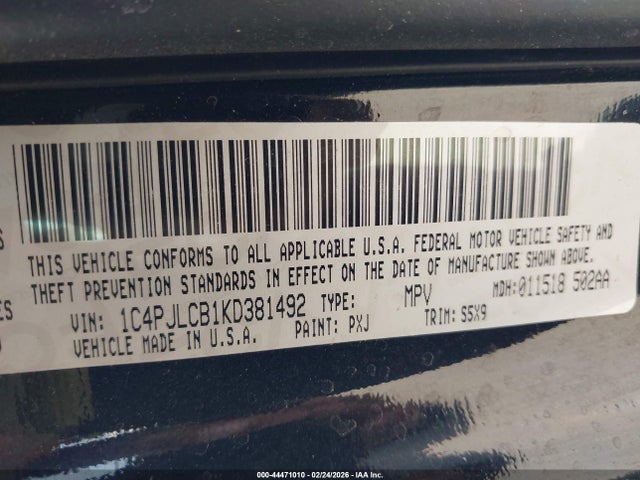 THIS VEHICLE CONFORMS TO ALL APPLICABLE U.S.A. FEDERAL MOTOR VEHICLE SAFETY AND
THEFT PREVENTION STANDARDS IN EFFECT ON THE DATE OF MANUFACTURE SHOWN ABOVE.
VIN: 1C4PJLCB1KD381492 TYPE: MPV MDH:011518 502AA
VEHICLE MADE IN U.S.A. PAINT: PXJ TRIM: S5X9
000-44471010 - 02/24/2026 - IAA Inc.